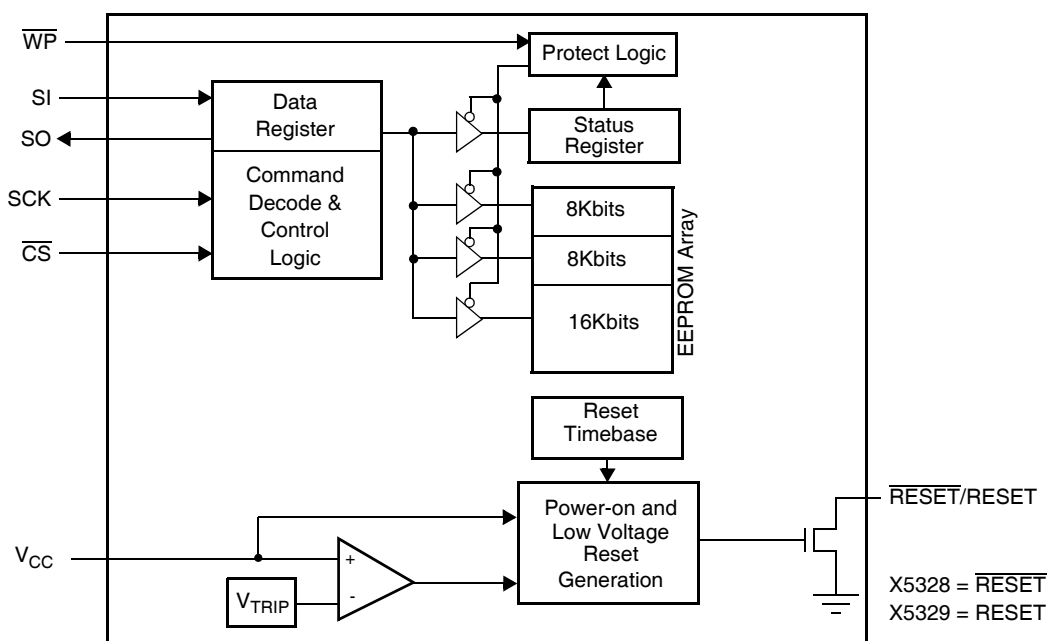 WP
Protect Logic
SI
Data
Register
SO
Status
Register
Command
Decode &
Control
Logic
SCK
CS
8Kbits
8Kbits
16Kbits
EEPROM Array
Reset
Timebase
RESET/RESET
Power-on and
Low Voltage
Reset
Generation
VCC
+
-
VTRIP
X5328 = RESET
X5329 = RESET